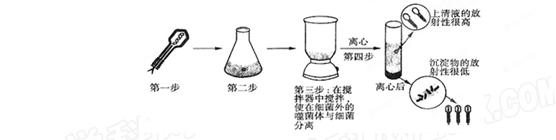 上清液的放
射性很高
离心
第四步
沉淀物的
放射性很低
第一步
第二步
第三步:在搅
拌器中搅拌,
使在细菌外的
噬菌体与细菌
分离
离心后